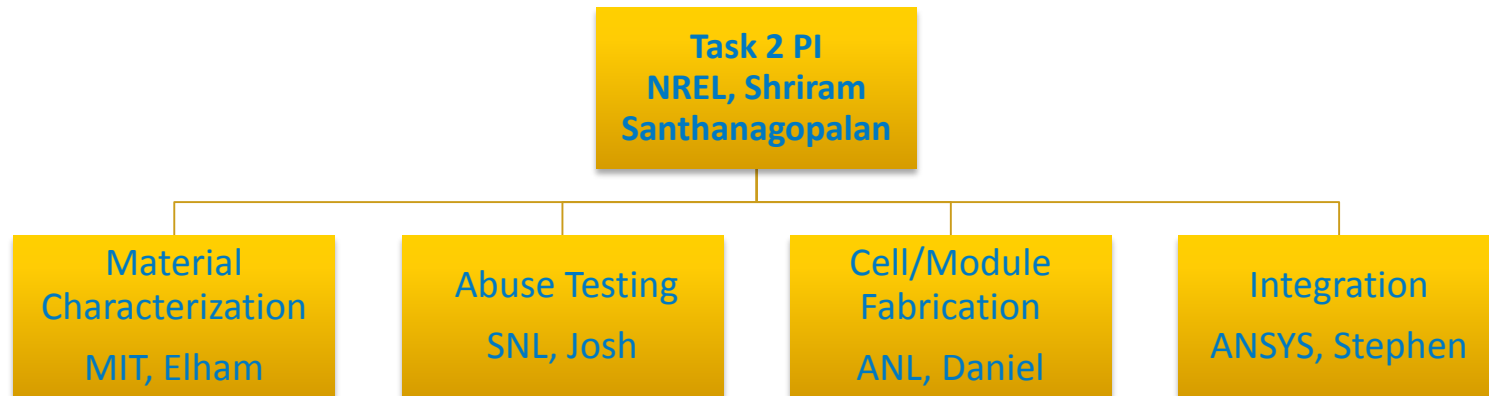 Task 2 PI
NREL, Shriram
Santhanagopalan
Material
Characterization
MIT, Elham
Abuse Testing
SNL, Josh
Cell/Module
Fabrication
ANL, Daniel
Integration
ANSYS, Stephen